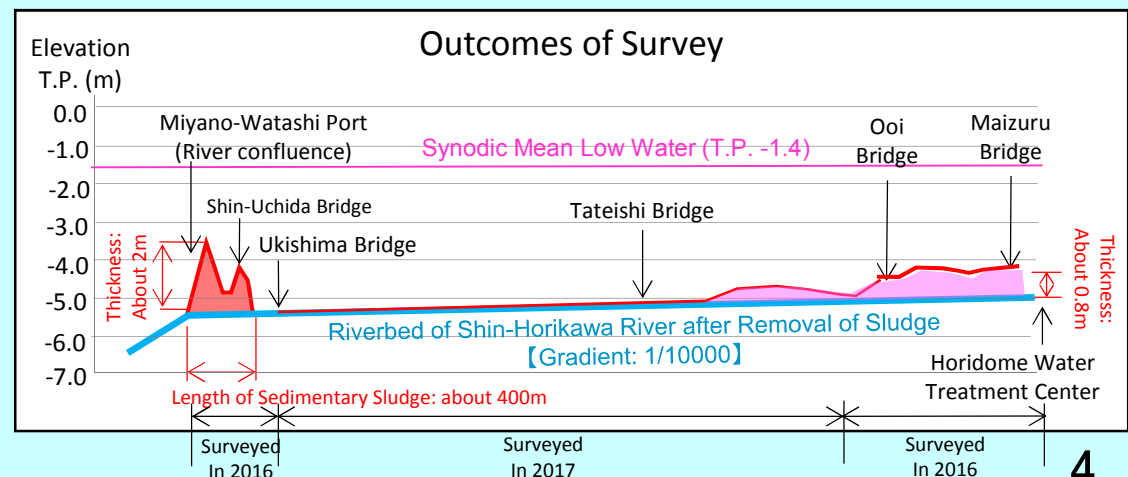 Outcomes of Survey
Elevation
T.P. (m)
0.0
-1.0
-2.0
-3.0
-4.0
-5.0
-6.0
-7.0
Miyano-Watashi Port
(River confluence)
Synodic Mean Low Water (T.P. -1.4)
Ooi
Bridge
Maizuru
Bridge
Shin-Uchida Bridge
Tateishi Bridge
Ukishima Bridge
Thickness:
About 2m
Thickness:
About 0.8m
Riverbed of Shin-Horikawa River after Removal of Sludge
【Gradient: 1/10000】
Horidome Water
Treatment Center
Length of Sedimentary Sludge: about 400m
Surveyed
In 2016
Surveyed
In 2017
Surveyed
In 2016
4